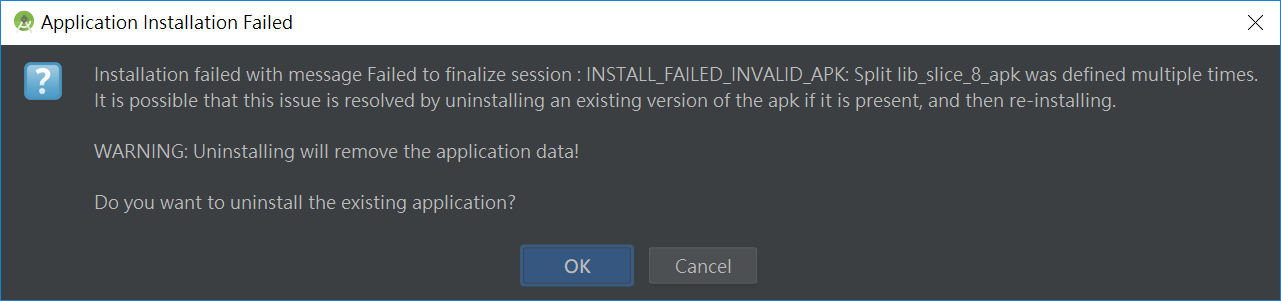 Application Installation Failed
Installation failed with message Failed to finalize session : INSTALL_FAILED_INVALID_APK: Split lib_slice_8_apk was defined multiple times.
It is possible that this issue is resolved by uninstalling an existing version of the apk if it is present, and then re-installing.
WARNING: Uninstalling will remove the application data!
Do you want to uninstall the existing application?
OK
Cancel